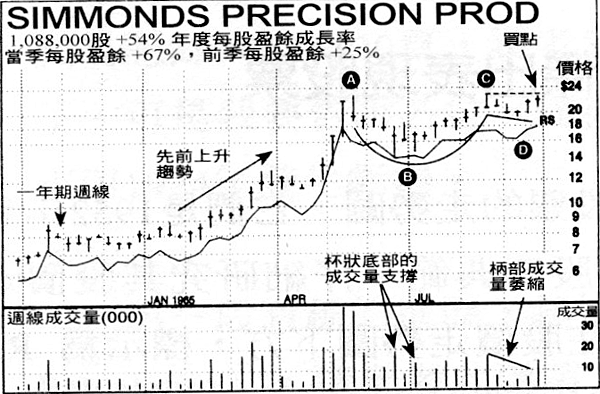 SIMMONDS PRECISION PROD
1,088,000股 +54% 年度每股盈餘成長率
當季每股盈餘 +67%，前季每股盈餘 +25%
買點
價格
$24
20
18
16
14
12
10
9
8
7
6
A
B
C
D
RS
先前上升
趨勢
一年期週線
杯狀底部的
成交量支撐
柄部成交
量萎縮
JAN 1965
APR
JUL
週線成交量(000)
成交量
30
20
10